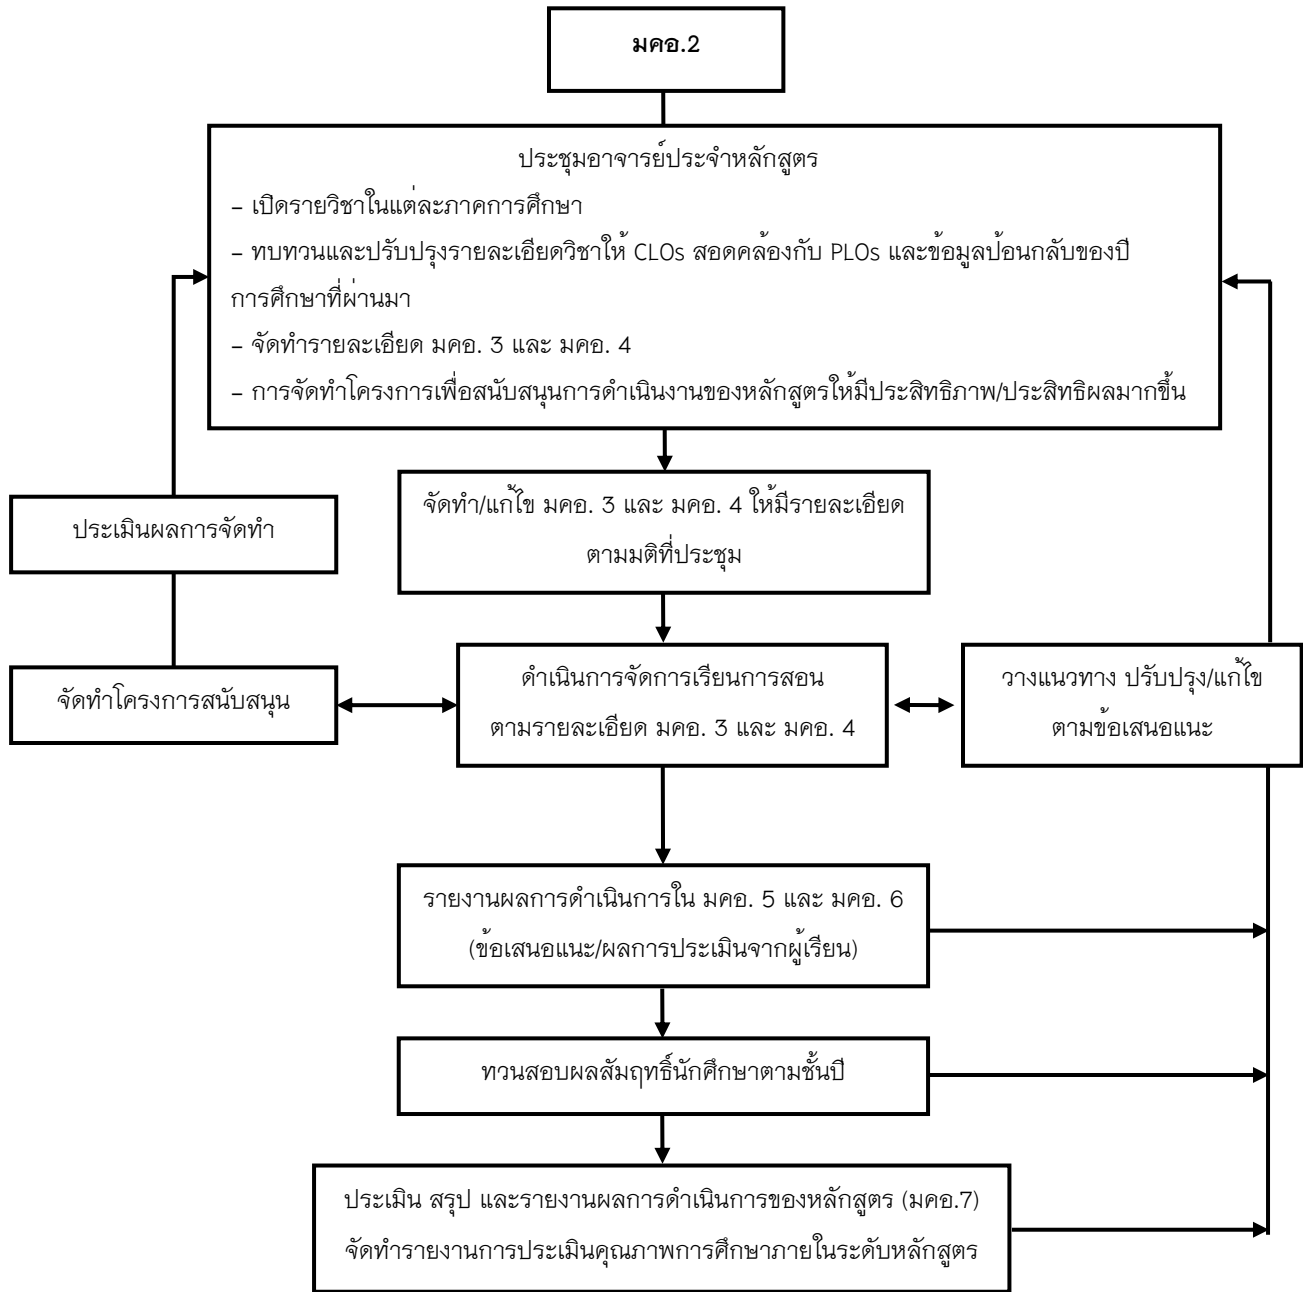 มคอ.2
ประชุมอาจารย์ประจำหลักสูตร
– เปิดรายวิชาในแต่ละภาคการศึกษา
– ทบทวนและปรับปรุงรายละเอียดวิชาให้ CLOs สอดคล้องกับ PLOs และข้อมูลป้อนกลับของปี
การศึกษาที่ผ่านมา
– จัดทำรายละเอียด มคอ. 3 และ มคอ. 4
– การจัดทำโครงการเพื่อสนับสนุนการดำเนินงานของหลักสูตรให้มีประสิทธิภาพ/ประสิทธิผลมากขึ้น
จัดทำ/แก้ไข มคอ. 3 และ มคอ. 4 ให้มีรายละเอียด
ตามมติที่ประชุม
ประเมินผลการจัดทำ
จัดทำโครงการสนับสนุน
ดำเนินการจัดการเรียนการสอน
ตามรายละเอียด มคอ. 3 และ มคอ. 4
วางแนวทาง ปรับปรุง/แก้ไข
ตามข้อเสนอแนะ
รายงานผลการดำเนินการใน มคอ. 5 และ มคอ. 6
(ข้อเสนอแนะ/ผลการประเมินจากผู้เรียน)
ทวนสอบผลสัมฤทธิ์นักศึกษาตามชั้นปี
ประเมิน สรุป และรายงานผลการดำเนินการของหลักสูตร (มคอ.7)
จัดทำรายงานการประเมินคุณภาพการศึกษาภายในระดับหลักสูตร